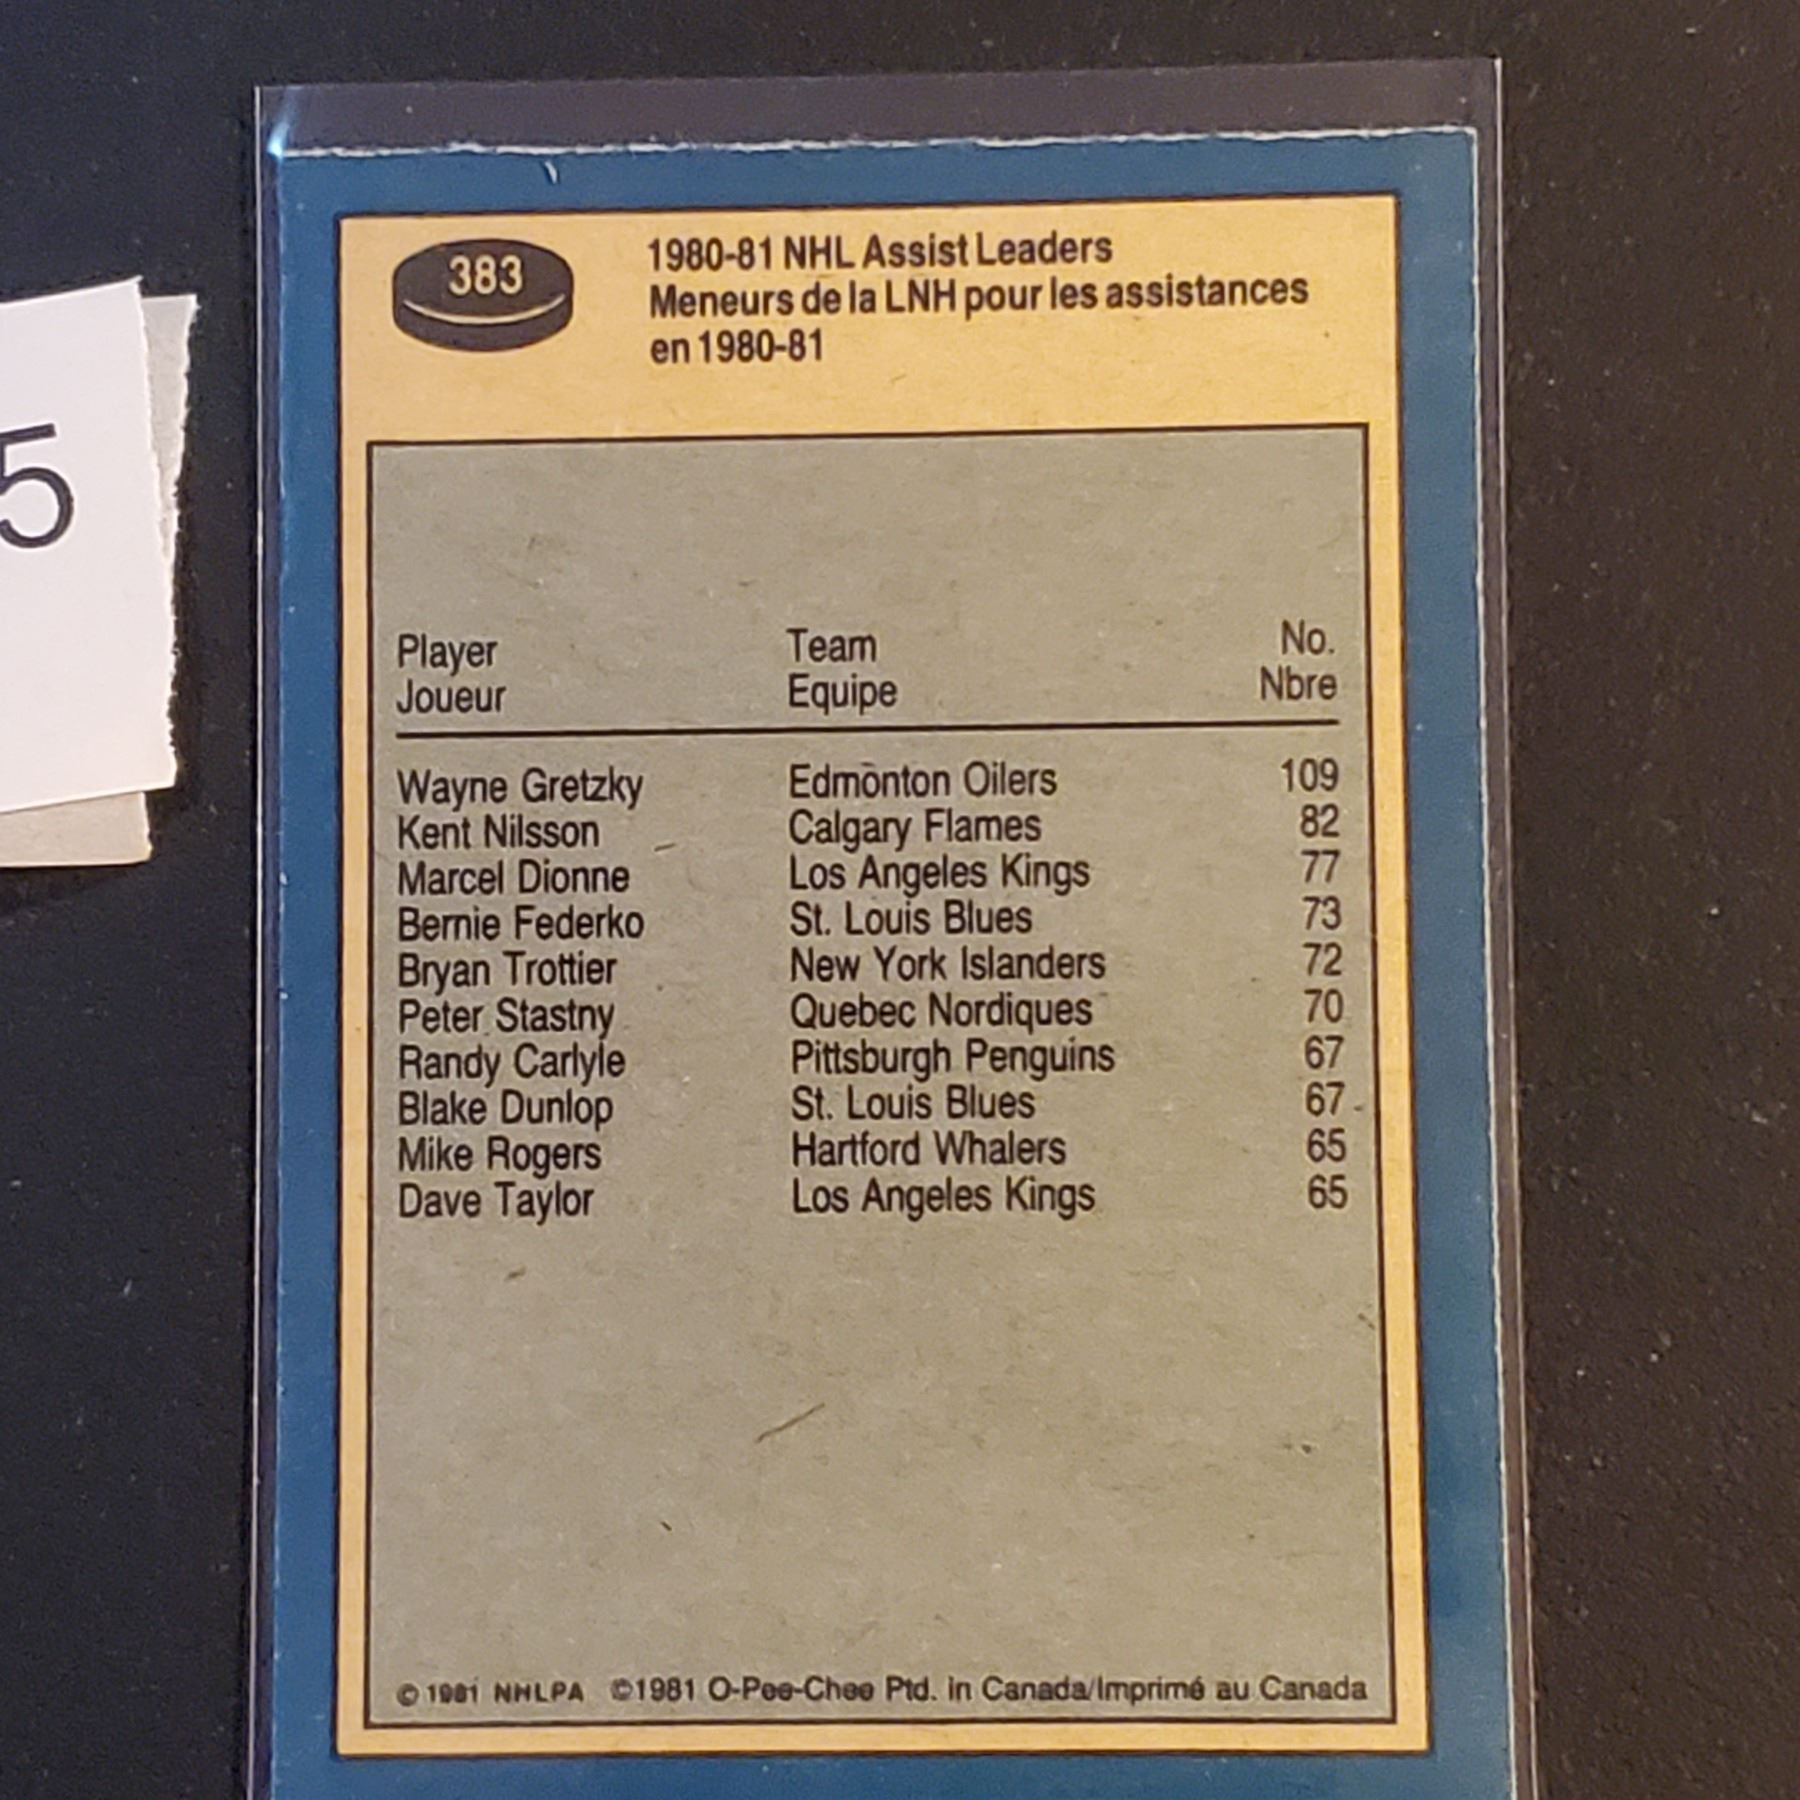 5
383
1980-81 NHL Assist Leaders
Meneurs de la LNH pour les assistances
en 1980-81
Player Team No.
Joueur Equipe Nbre
Wayne Gretzky Edmonton Oilers 109
Kent Nilsson Calgary Flames 82
Marcel Dionne Los Angeles Kings 77
Bernie Federko St. Louis Blues 73
Bryan Trottier New York Islanders 72
Peter Stastny Quebec Nordiques 70
Randy Carlyle Pittsburgh Penguins 67
Blake Dunlop St. Louis Blues 67
Mike Rogers Hartford Whalers 65
Dave Taylor Los Angeles Kings 65
© 1981 NHLPA ©1981 O-Pee-Chee Ptd. in Canada/Imprimé au Canada